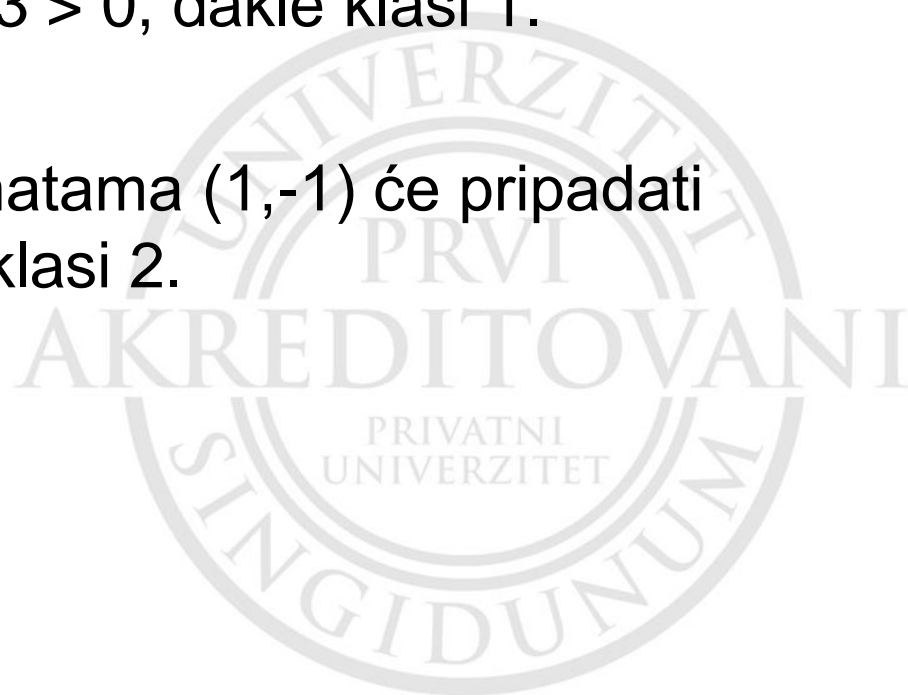 3 > 0, dakle klasi 1.
natama (1,-1) će pripadati
klasi 2.
UNIVERZITET
PRVI
AKREDITOVANI
PRIVATNI
UNIVERZITET
SINGIDUNUM